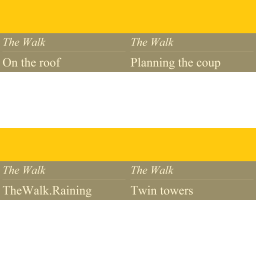 The Walk
On the roof
The Walk
Planning the coup
The Walk
TheWalk.Raining
The Walk
Twin towers